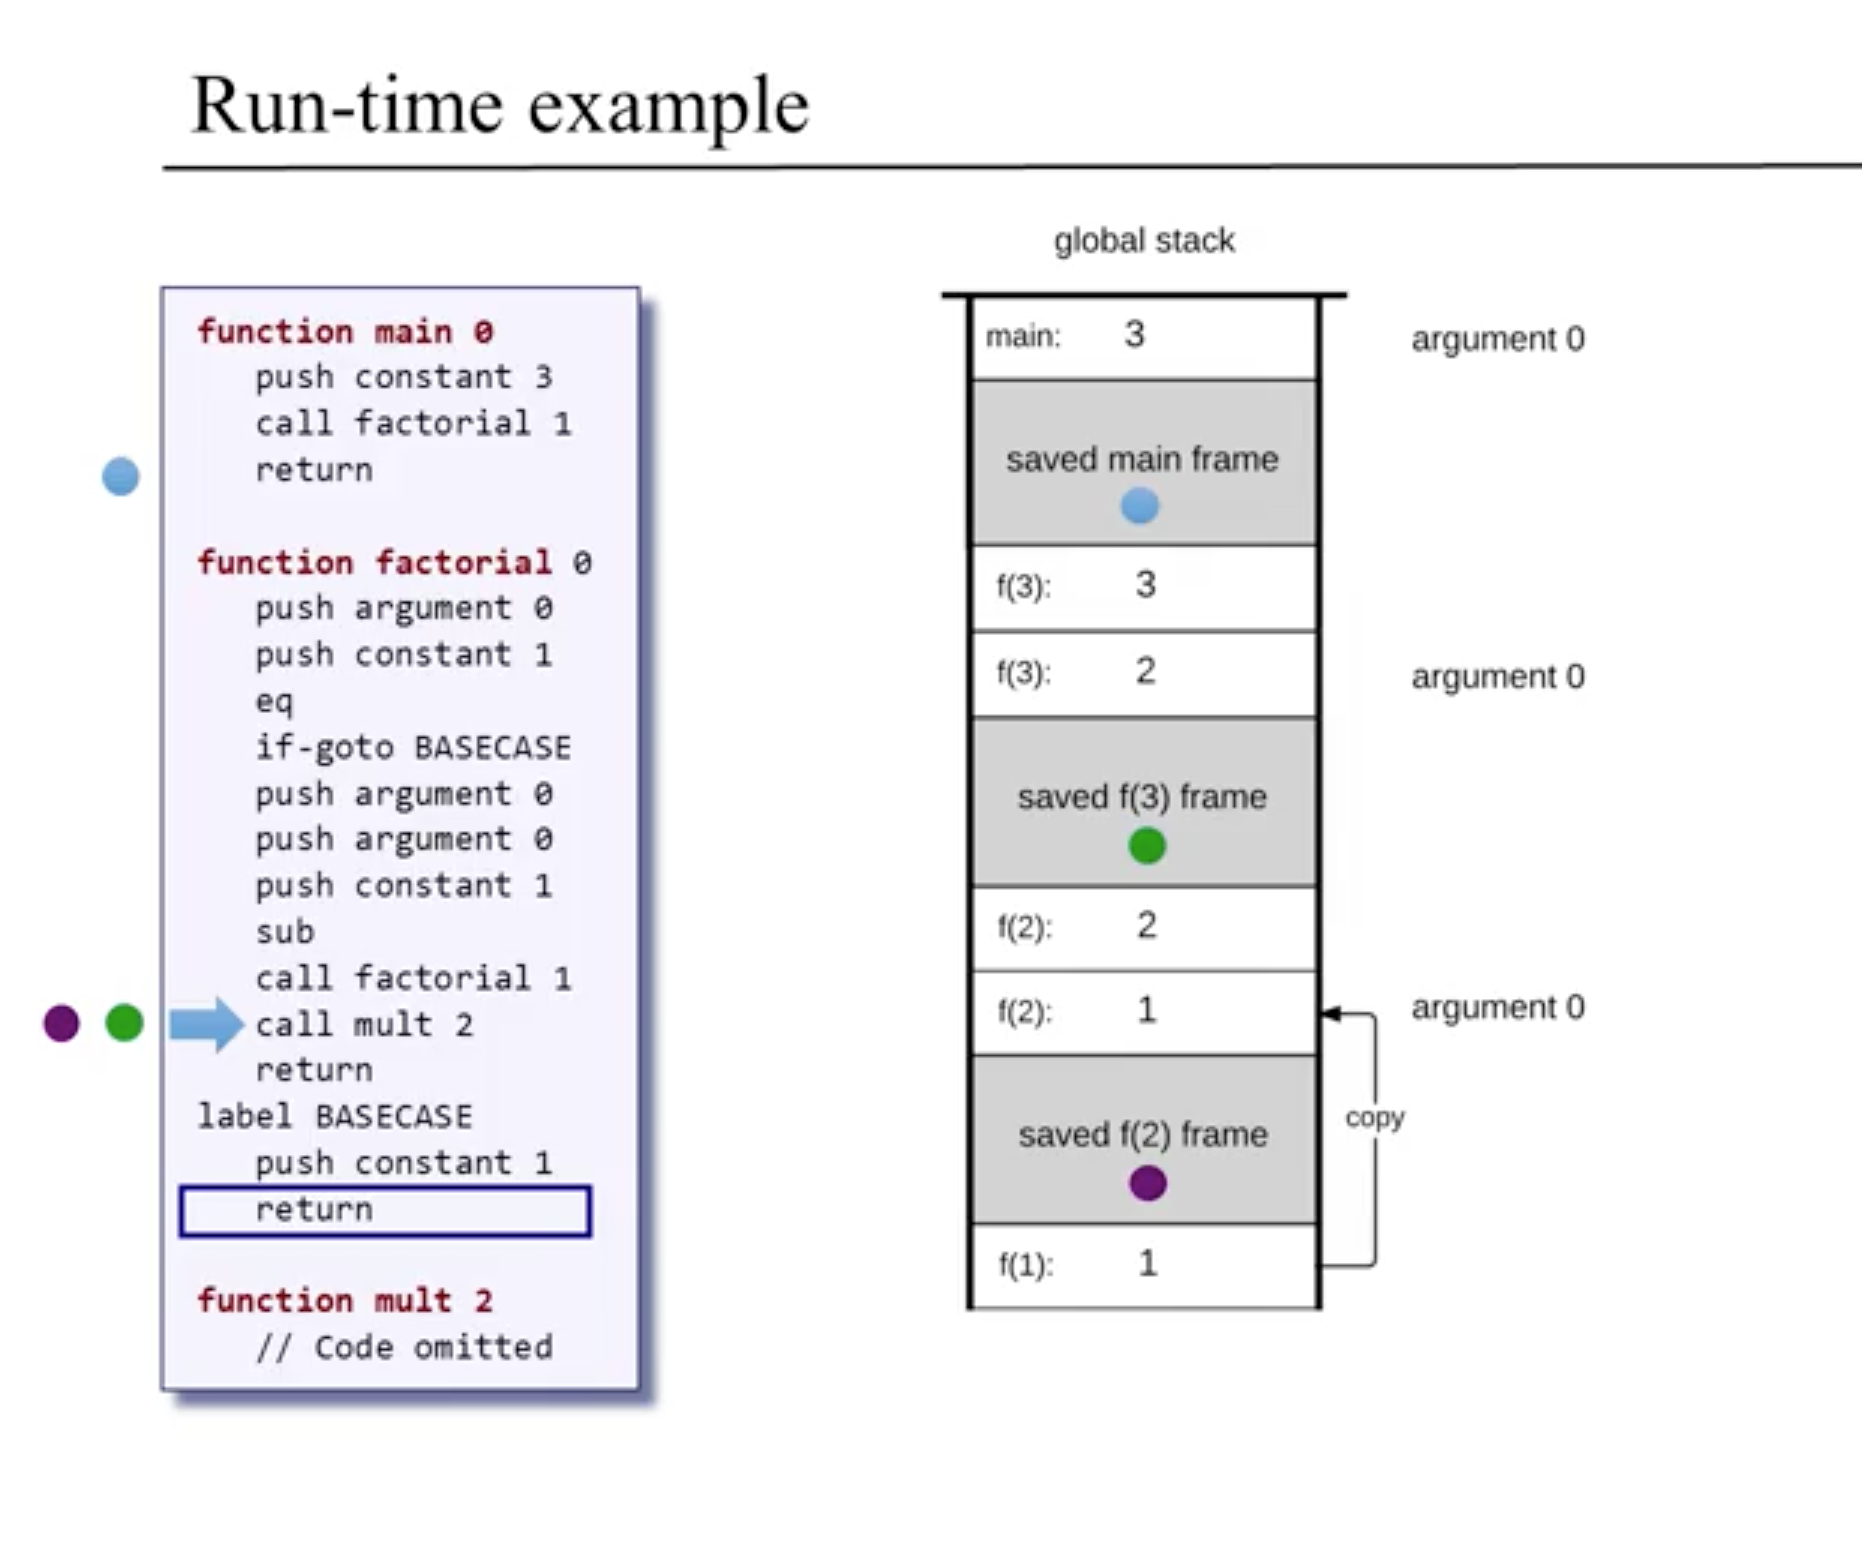 Run-time example
function main 0
push constant 3
call factorial 1
return
function factorial 0
push argument 0
push constant 1
eq
if-goto BASECASE
push argument 0
push argument 0
push constant 1
sub
call factorial 1
call mult 2
return
label BASECASE
push constant 1
return
function mult 2
// Code omitted
global stack
main: 3
argument 0
saved main frame
f(3): 3
f(3): 2
argument 0
saved f(3) frame
f(2): 2
f(2): 1
argument 0
copy
saved f(2) frame
f(1): 1